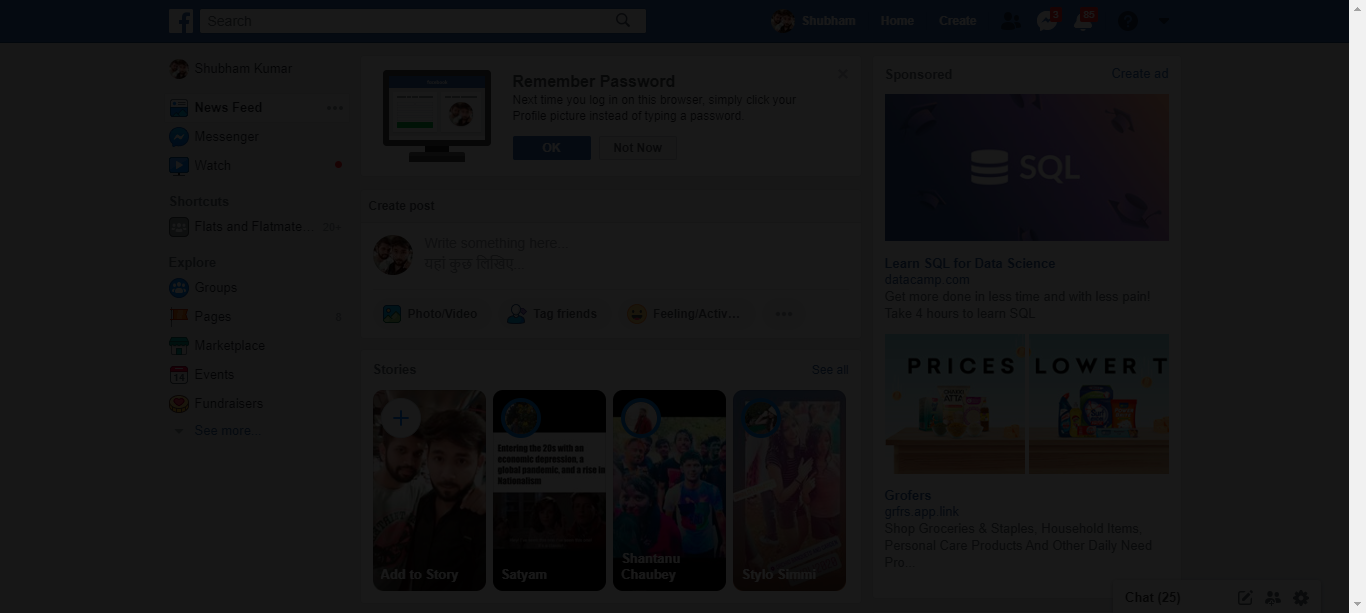 Search
Shubham
Home
Create
3
85
Shubham Kumar
News Feed
Messenger
Watch
Shortcuts
Flats and Flatmate...
20+
Explore
Groups
Pages
Marketplace
14
Events
Fundraisers
See more...
Remember Password
Next time you log in on this browser, simply click your
Profile picture instead of typing a password.
OK
Not Now
Create post
Write something here...
यहां कुछ लिखिए...
Photo/Video
Tag friends
Feeling/Activ...
Stories
See all
Add to Story
Entering the 20s with an
economic depression, a
global pandemic, and a rise in
Nationalism
Satyam
Shantanu
Chaubey
Stylo Simmi
Sponsored
Create ad
SQL
Learn SQL for Data Science
datacamp.com
Get more done in less time and with less pain!
Take 4 hours to learn SQL
PRICES
LOWER T
ATTA
Grofers
grfrs.app.link
Shop Groceries & Staples, Household Items,
Personal Care Products And Other Daily Need
Pro...
Chat (25)